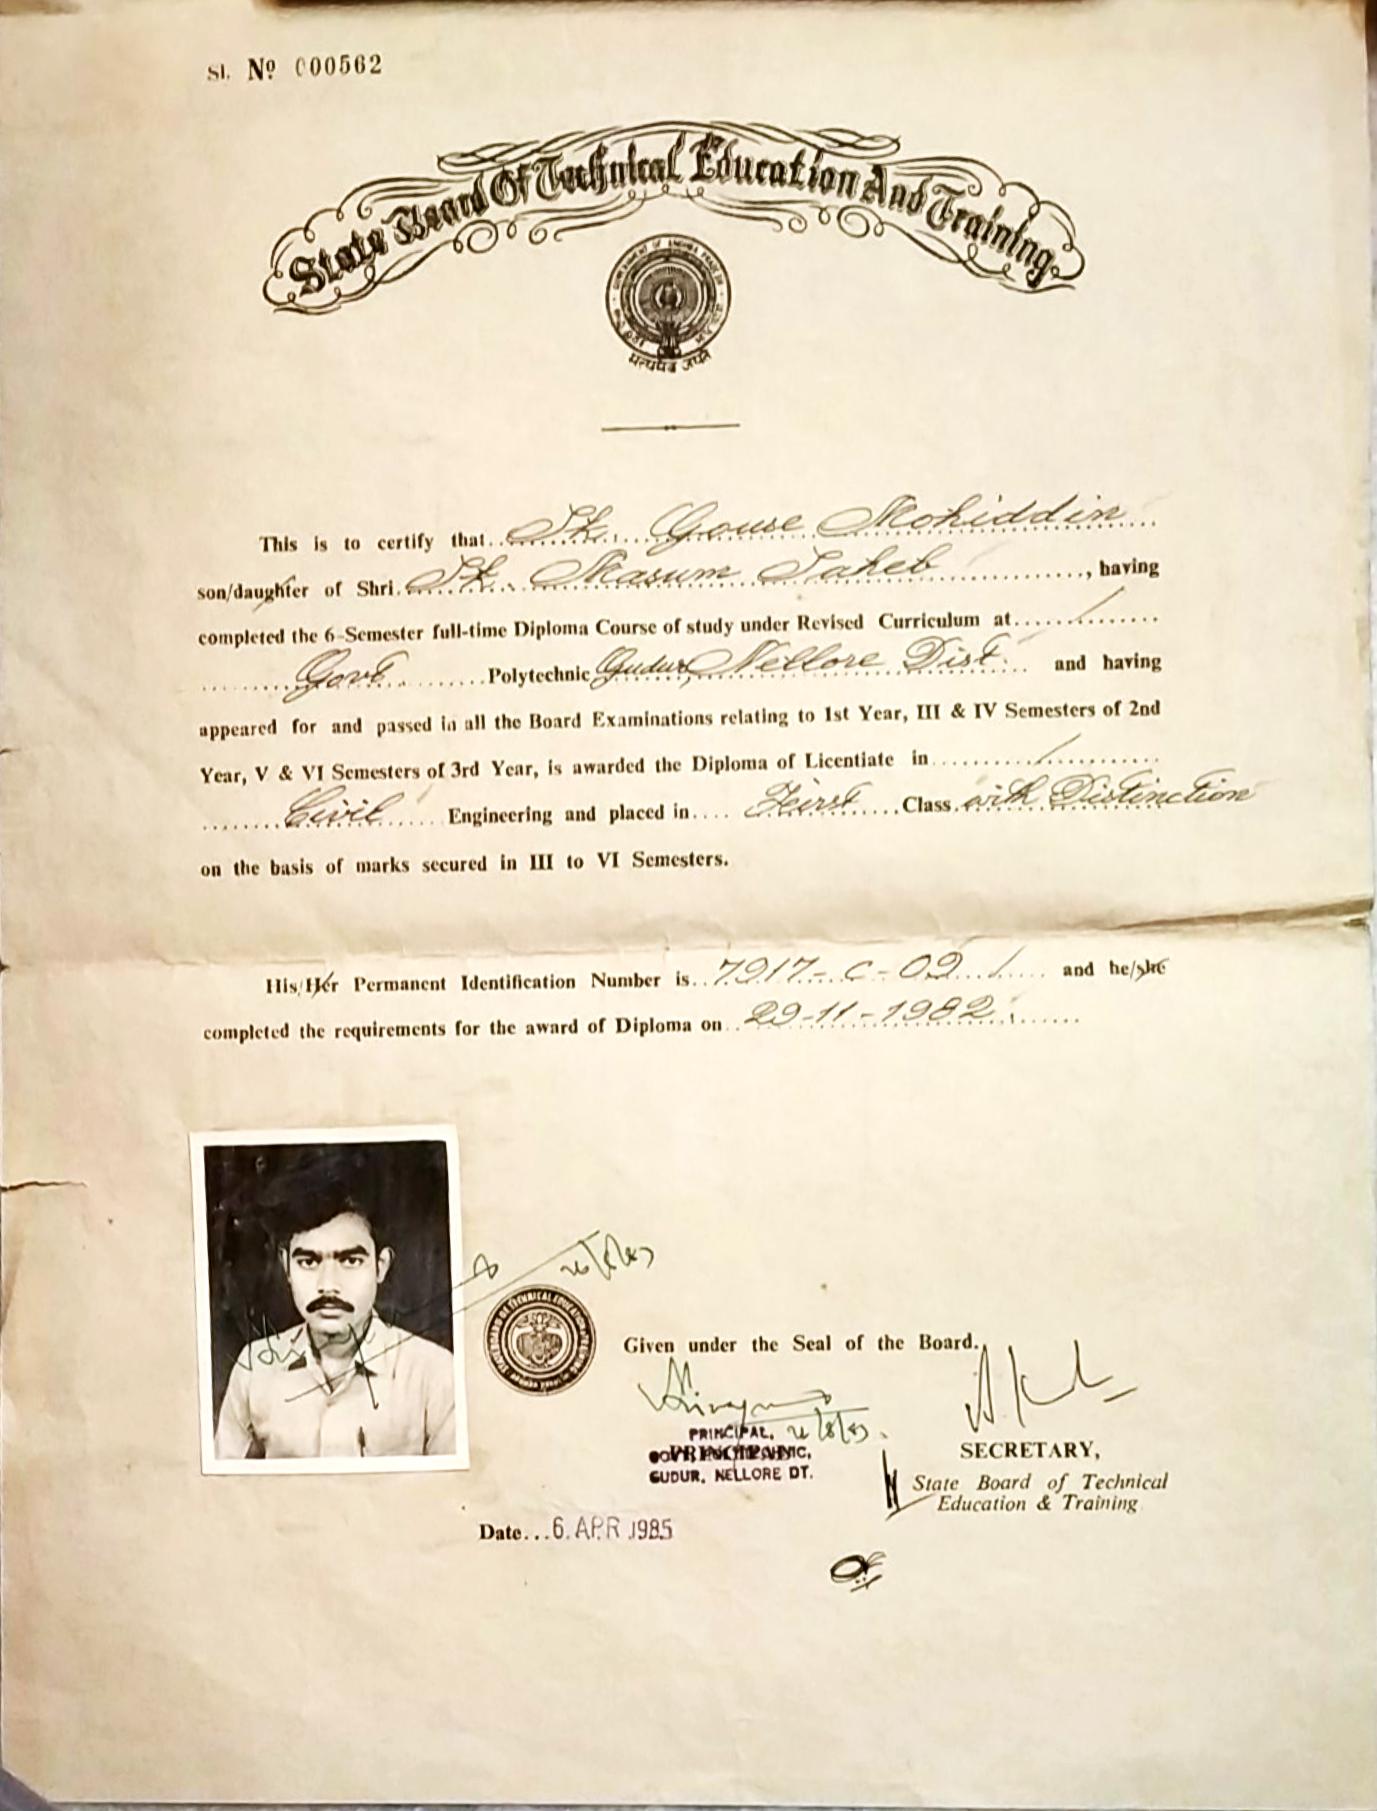 Sl. No 000562
State Board Of Technical Education And Training.
GOVERNMENT OF ANDHRA PRADESH
सत्यमेव जयते
This is to certify that Sk. Gouse Mohiddin
son/daughter of Shri. Sk. Masum Saheb, having
completed the 6-Semester full-time Diploma Course of study under Revised Curriculum at
Govt. Polytechnic Gudur, Nellore Dist. and having
appeared for and passed in all the Board Examinations relating to 1st Year, III & IV Semesters of 2nd
Year, V & VI Semesters of 3rd Year, is awarded the Diploma of Licentiate in
Civil Engineering and placed in First Class with Distinction
on the basis of marks secured in III to VI Semesters.
His/Her Permanent Identification Number is 7917-C-09 and he/she
completed the requirements for the award of Diploma on 29-11-1982.
Given under the Seal of the Board.
PRINCIPAL,
PRINCIPAL
GUDUR, NELLORE DT.
SECRETARY,
State Board of Technical
Education & Training
Date...6 APR 1985